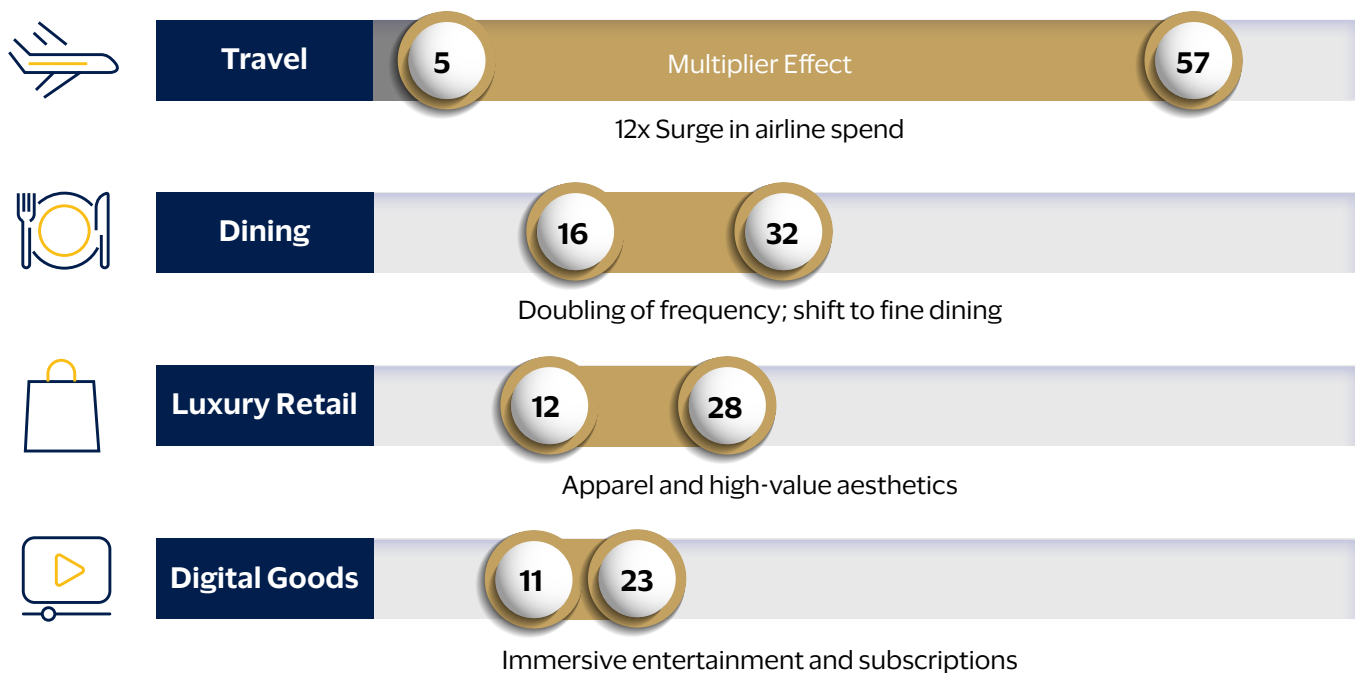 Travel
5
Multiplier Effect
57
12x Surge in airline spend
Dining
16
32
Doubling of frequency; shift to fine dining
Luxury Retail
12
28
Apparel and high-value aesthetics
Digital Goods
11
23
Immersive entertainment and subscriptions